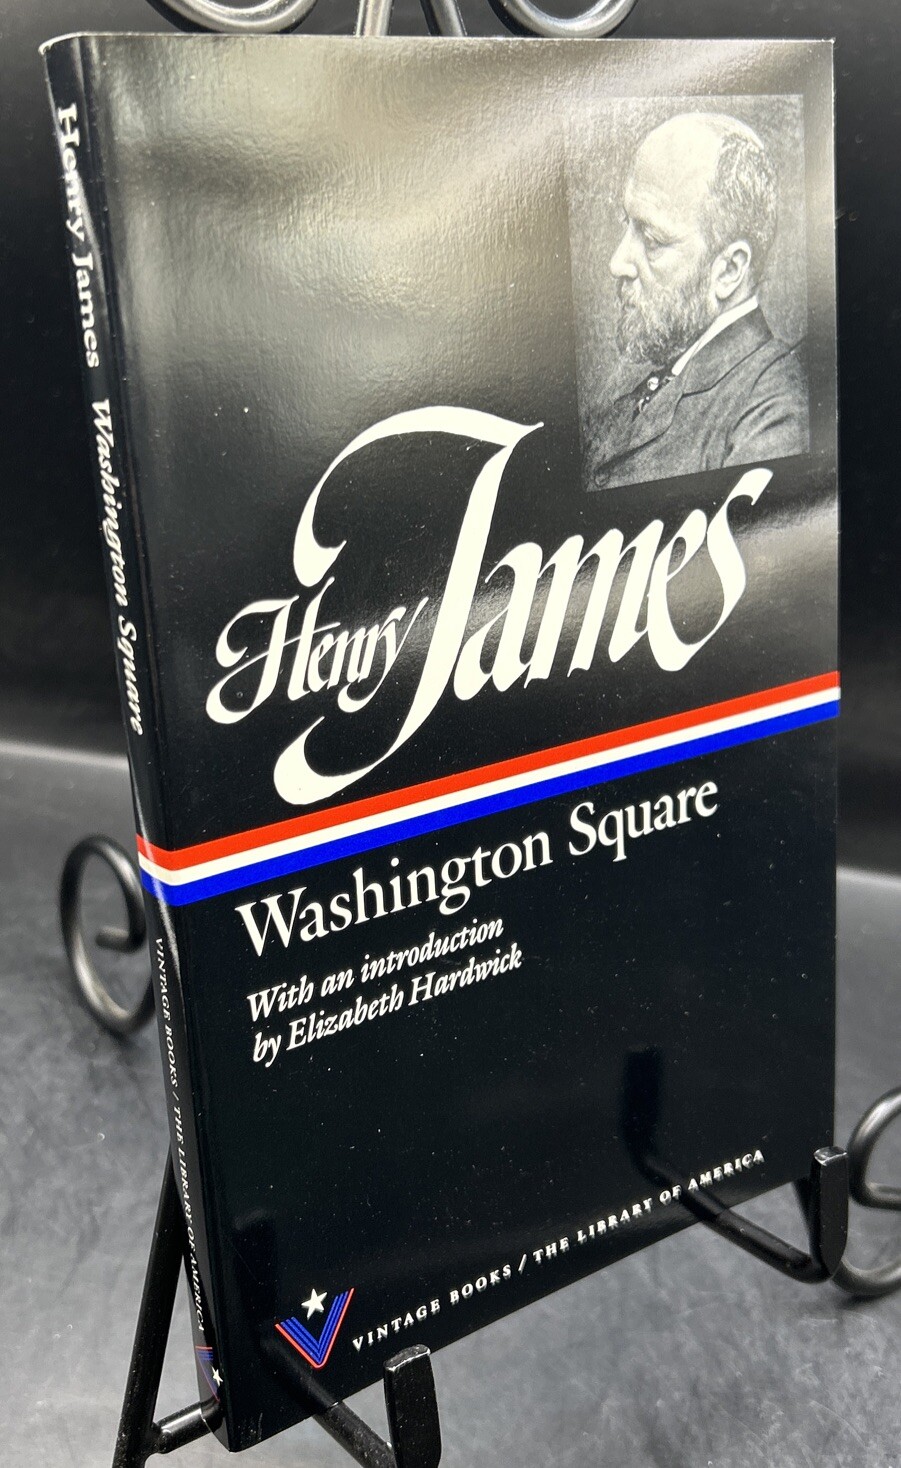 Henry James Washington Square
VINTAGE BOOKS / THE LIBRARY OF AMERICA
Henry James
Washington Square
With an introduction
by Elizabeth Hardwick
VINTAGE BOOKS / THE LIBRARY OF AMERICA